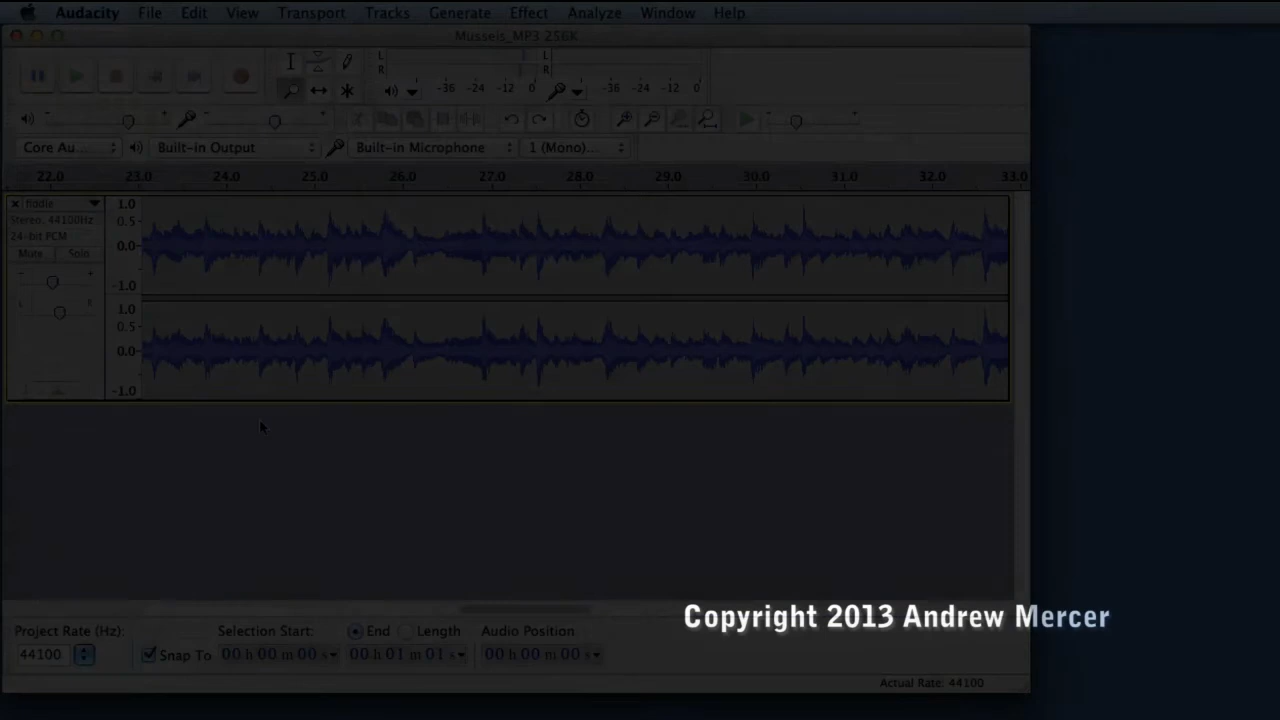 Audacity File Edit View Transport Tracks Generate Effect Analyze Window Help
Mussels_MP3 256K
L
R
L
R
-36 -24 -12 0
-36 -24 -12 0
Core Au... Built-in Output Built-in Microphone 1 (Mono)...
22.0 23.0 24.0 25.0 26.0 27.0 28.0 29.0 30.0 31.0 32.0 33.0
fiddle
Stereo, 44100Hz
24-bit PCM
Mute Solo
- +
L R
1.0
0.5
0.0
-1.0
1.0
0.5
0.0
-1.0
Copyright 2013 Andrew Mercer
Project Rate (Hz): Selection Start: End Length Audio Position
44100 Snap To 00 h 00 m 00 s 00 h 01 m 01 s 00 h 00 m 00 s
Actual Rate: 44100